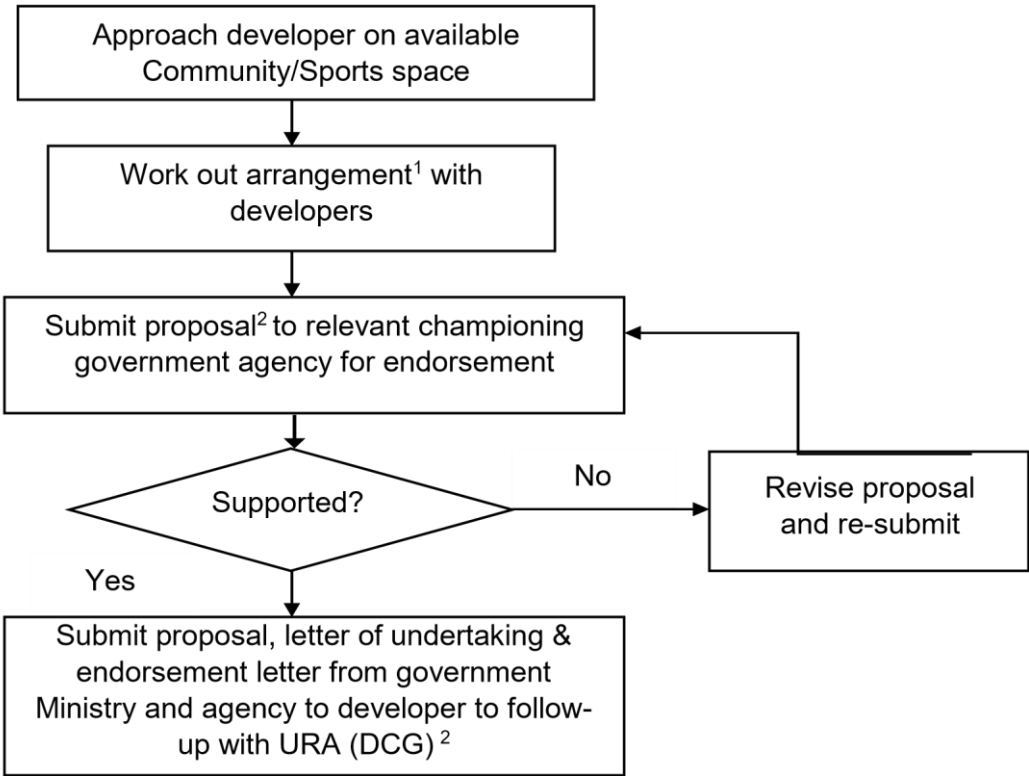 Approach developer on available
Community/Sports space
Work out arrangement¹ with
developers
Submit proposal² to relevant championing
government agency for endorsement
Supported?
No
Revise proposal
and re-submit
Yes
Submit proposal, letter of undertaking &
endorsement letter from government
Ministry and agency to developer to follow-
up with URA (DCG) ²